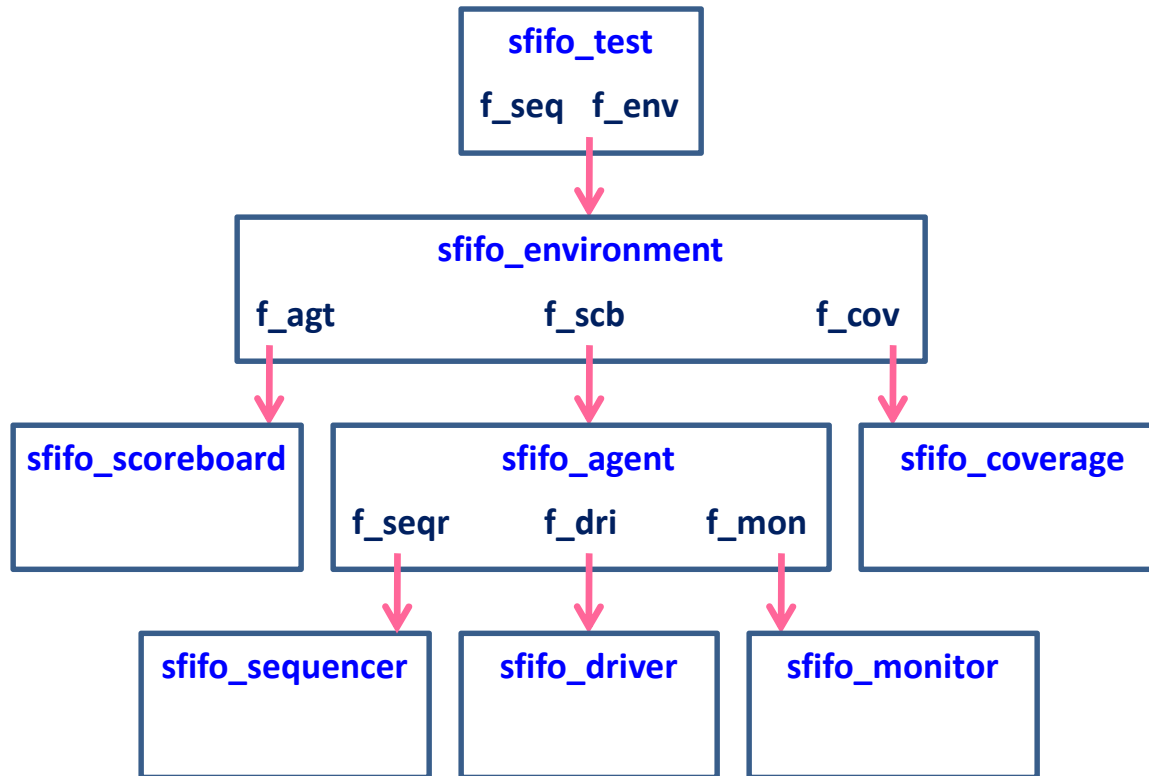 sfifo_test
f_seq f_env
sfifo_environment
f_agt f_scb f_cov
sfifo_scoreboard sfifo_agent sfifo_coverage
f_seqr f_dri f_mon
sfifo_sequencer sfifo_driver sfifo_monitor